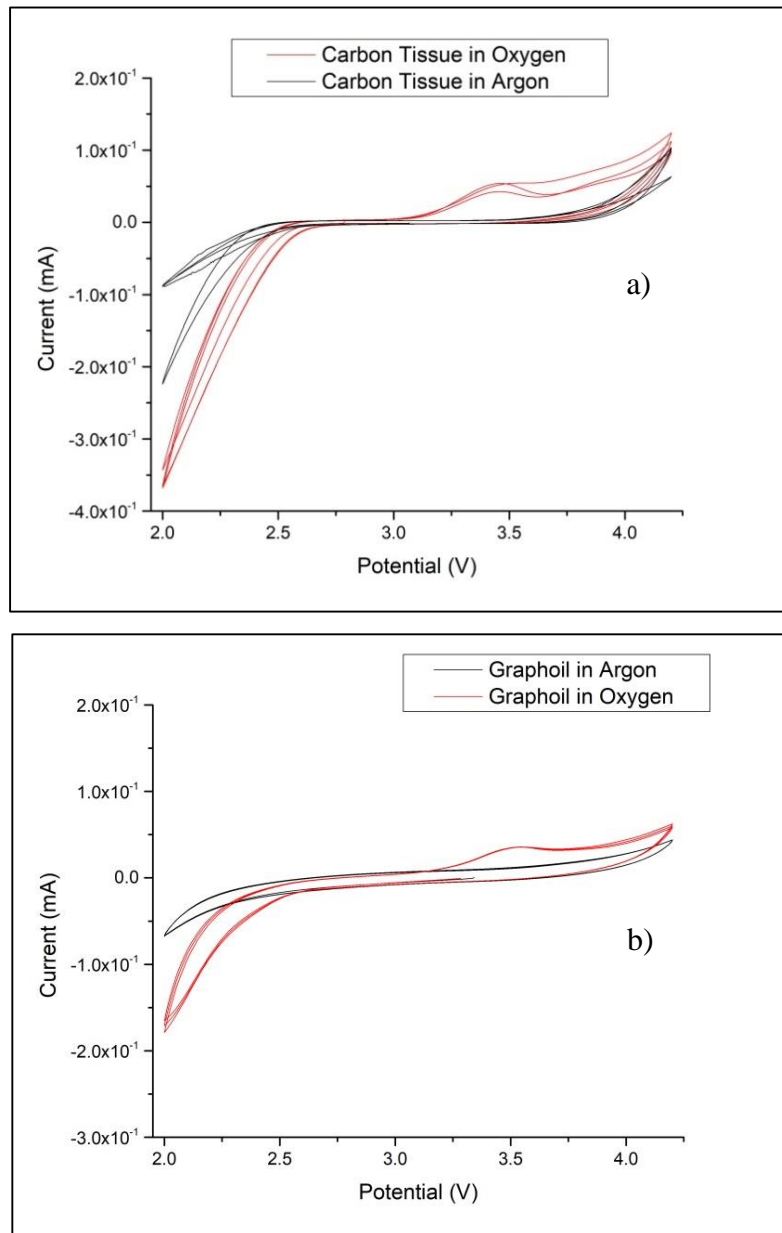 Carbon Tissue in Oxygen
Carbon Tissue in Argon
2.0x10⁻¹
1.0x10⁻¹
0.0
-1.0x10⁻¹
-2.0x10⁻¹
-3.0x10⁻¹
-4.0x10⁻¹
Current (mA)
a)
2.0 2.5 3.0 3.5 4.0
Potential (V)
Graphoil in Argon
Graphoil in Oxygen
2.0x10⁻¹
1.0x10⁻¹
0.0
-1.0x10⁻¹
-2.0x10⁻¹
-3.0x10⁻¹
Current (mA)
b)
2.0 2.5 3.0 3.5 4.0
Potential (V)